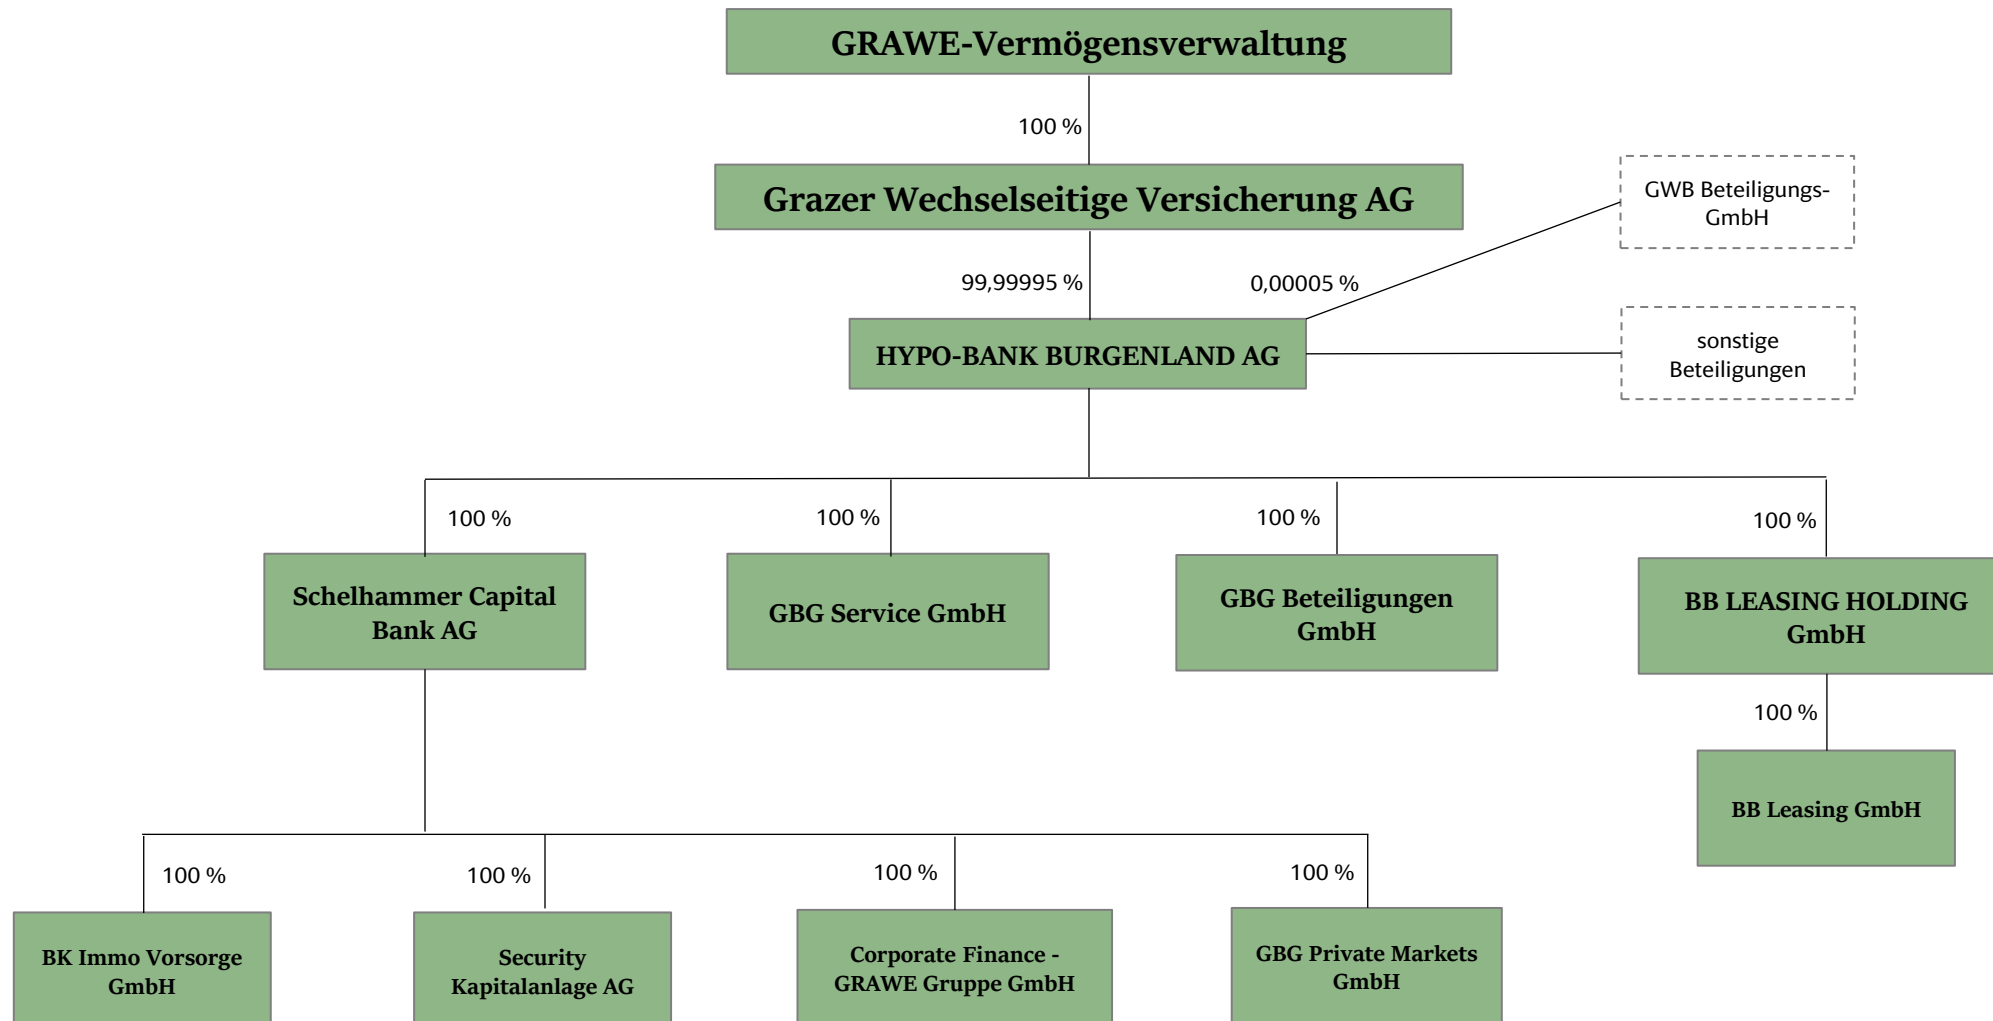 GRAWE-Vermögensverwaltung
100 %
Grazer Wechselseitige Versicherung AG
GWB Beteiligungs-
GmbH
99,99995 %
0,00005 %
HYPO-BANK BURGENLAND AG
sonstige
Beteiligungen
100 %
100 %
100 %
100 %
Schelhammer Capital
Bank AG
GBG Service GmbH
GBG Beteiligungen
GmbH
BB LEASING HOLDING
GmbH
100 %
BB Leasing GmbH
100 %
100 %
100 %
100 %
BK Immo Vorsorge
GmbH
Security
Kapitalanlage AG
Corporate Finance -
GRAWE Gruppe GmbH
GBG Private Markets
GmbH